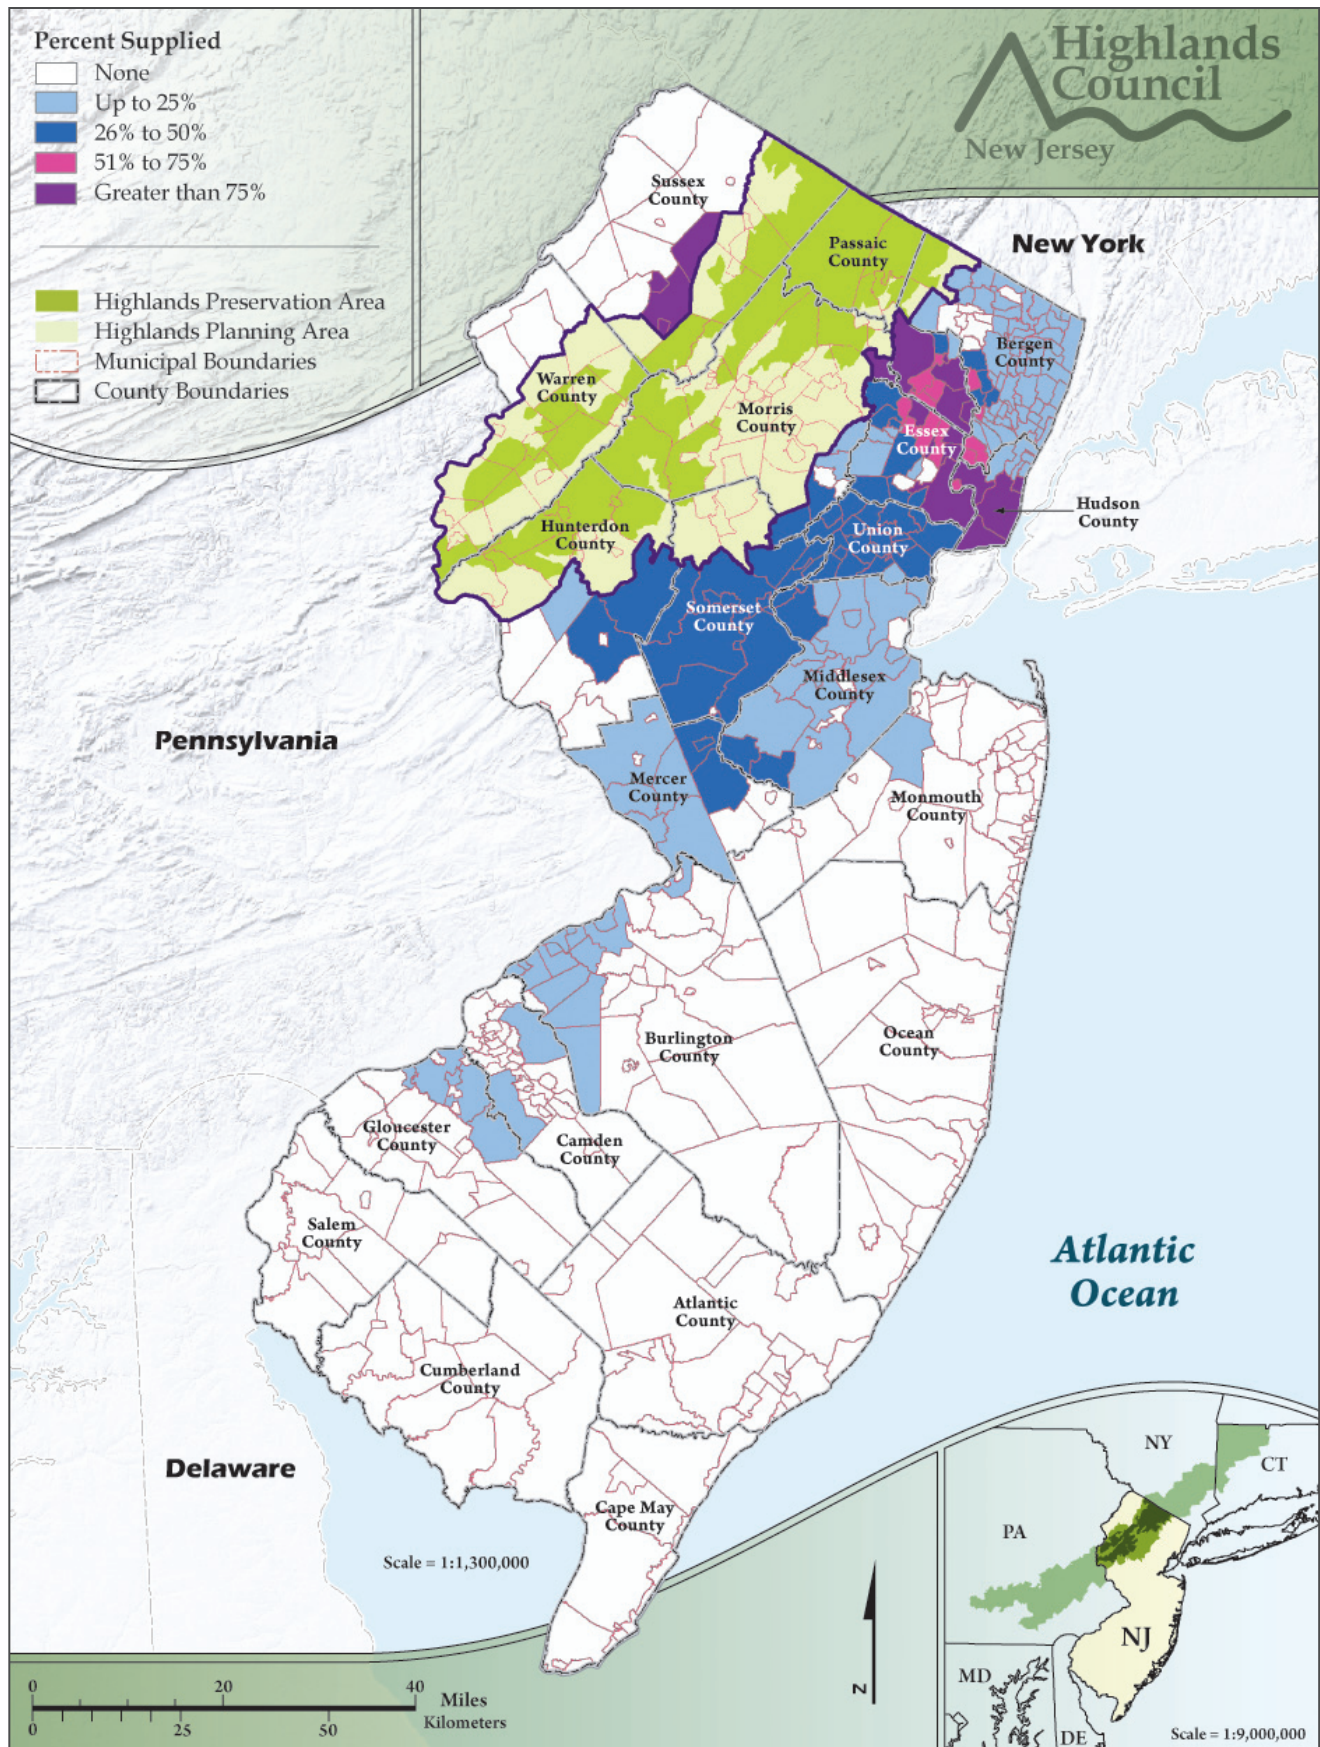 Percent Supplied
None
Up to 25%
26% to 50%
51% to 75%
Greater than 75%
Highlands Preservation Area
Highlands Planning Area
Municipal Boundaries
County Boundaries
Highlands
Council
New Jersey
Sussex
County
Passaic
County
New York
Bergen
County
Warren
County
Morris
County
Essex
County
Hudson
County
Hunterdon
County
Union
County
Somerset
County
Middlesex
County
Pennsylvania
Mercer
County
Monmouth
County
Burlington
County
Ocean
County
Gloucester
County
Camden
County
Salem
County
Atlantic
County
Atlantic
Ocean
Cumberland
County
Delaware
Cape May
County
Scale = 1:1,300,000
0 20 40 Miles
0 25 50 Kilometers
N
NY
CT
PA
NJ
MD
DE
Scale = 1:9,000,000